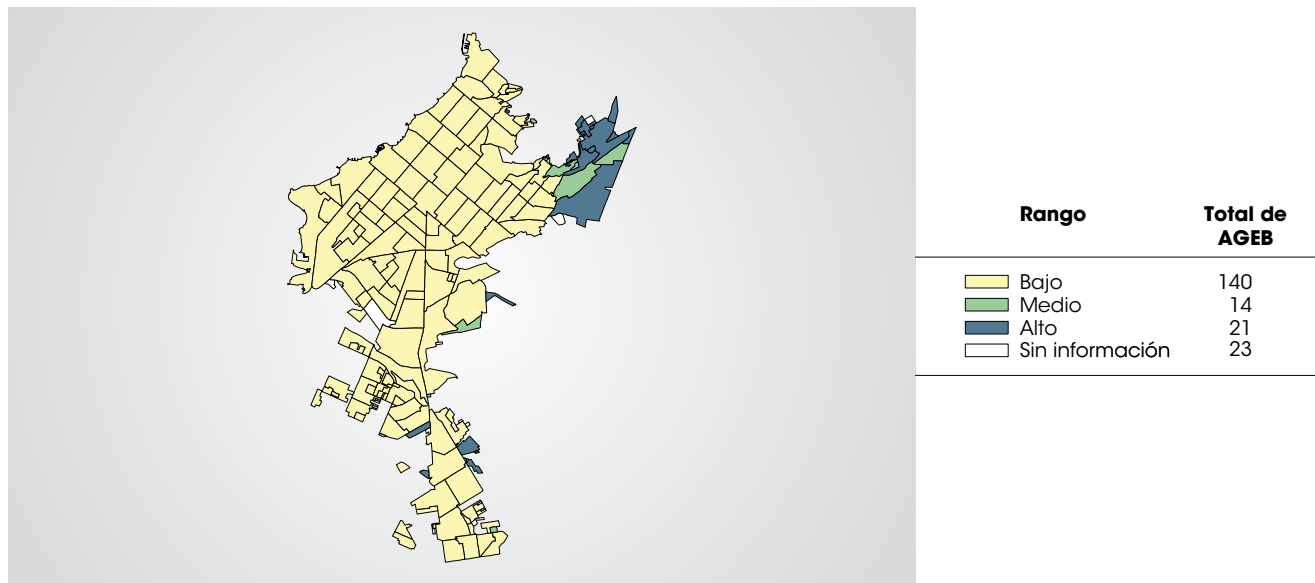 Rango Total de
AGEB
Bajo 140
Medio 14
Alto 21
Sin información 23